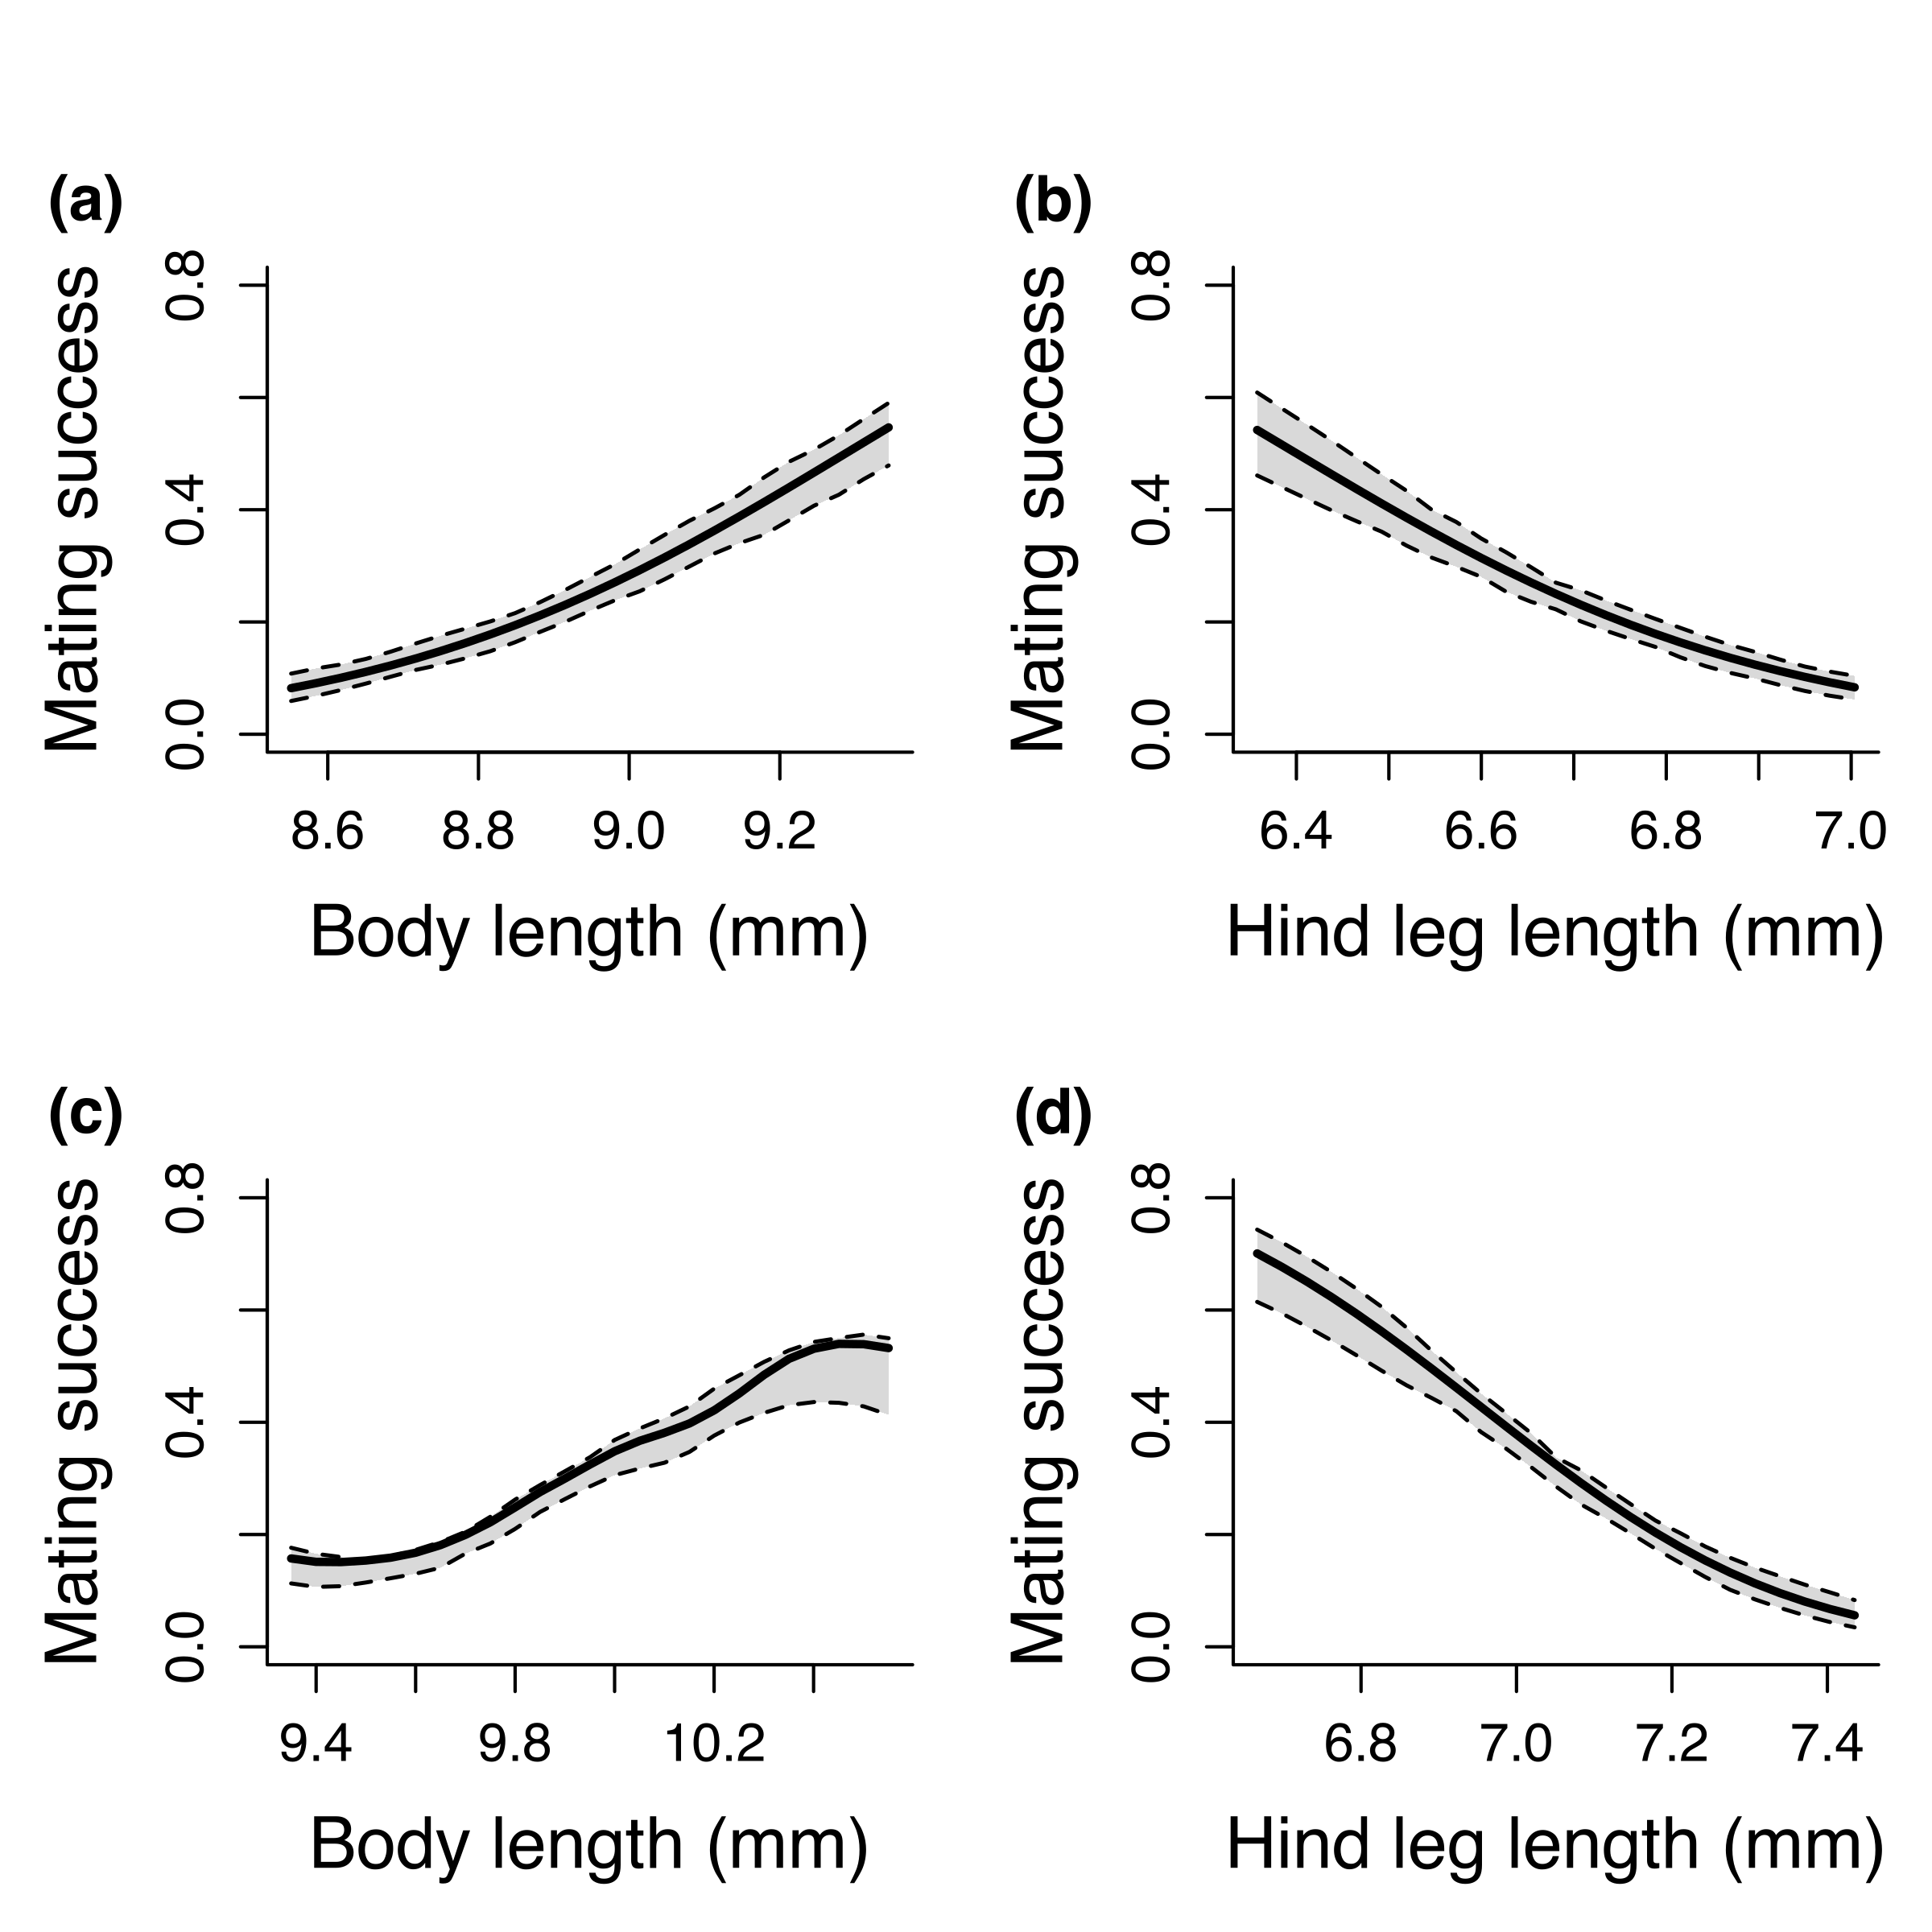 (a)
Mating success
0.0 0.4 0.8
8.6 8.8 9.0 9.2
Body length (mm)
(b)
Mating success
0.0 0.4 0.8
6.4 6.6 6.8 7.0
Hind leg length (mm)
(c)
Mating success
0.0 0.4 0.8
9.4 9.8 10.2
Body length (mm)
(d)
Mating success
0.0 0.4 0.8
6.8 7.0 7.2 7.4
Hind leg length (mm)